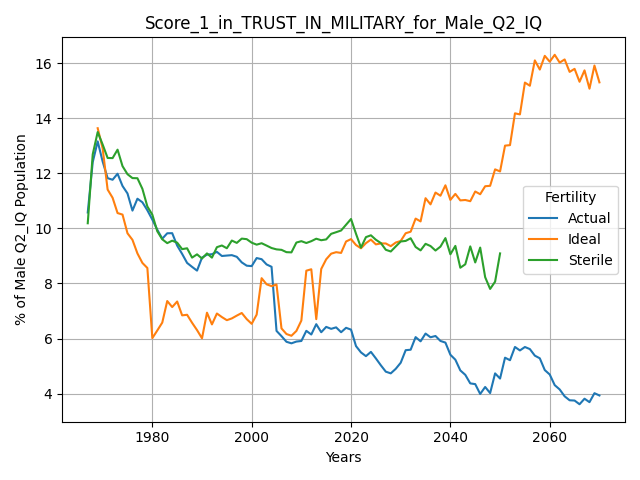 Score_1_in_TRUST_IN_MILITARY_for_Male_Q2_IQ
% of Male Q2_IQ Population
16
14
12
10
8
6
4
Fertility
Actual
Ideal
Sterile
1980 2000 2020 2040 2060
Years